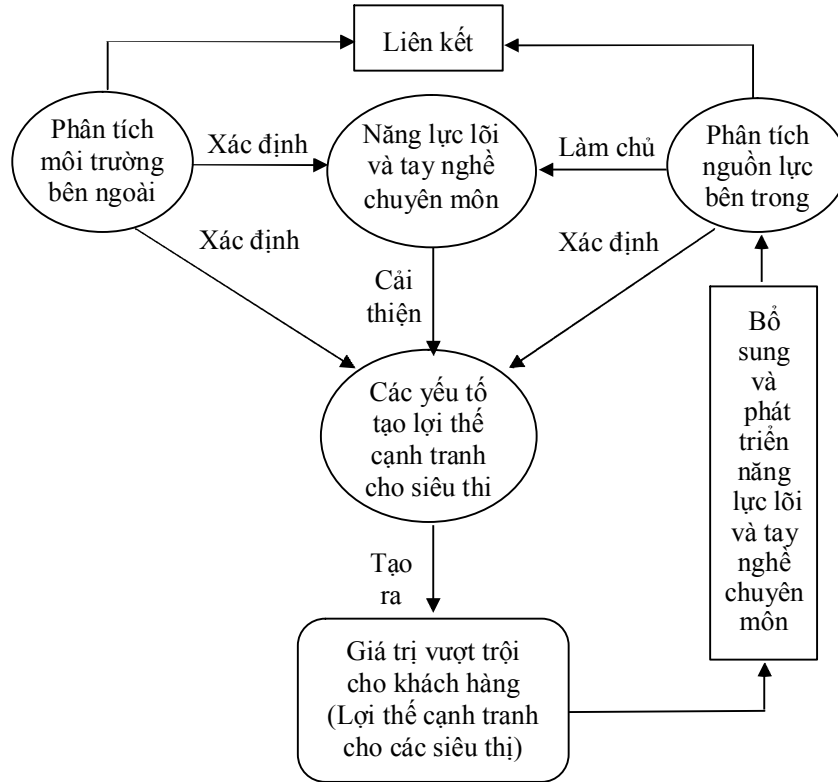 Liên kết
Phân tích
môi trường
bên ngoài
Xác định
Năng lực lõi
và tay nghề
chuyên môn
Làm chủ
Phân tích
nguồn lực
bên trong
Xác định
Cải
thiện
Xác định
Các yếu tố
tạo lợi thế
cạnh tranh
cho siêu thi
Bổ
sung
và
phát
triển
năng
lực lõi
và tay
nghề
chuyên
môn
Tạo
ra
Giá trị vượt trội
cho khách hàng
(Lợi thế cạnh tranh
cho các siêu thị)